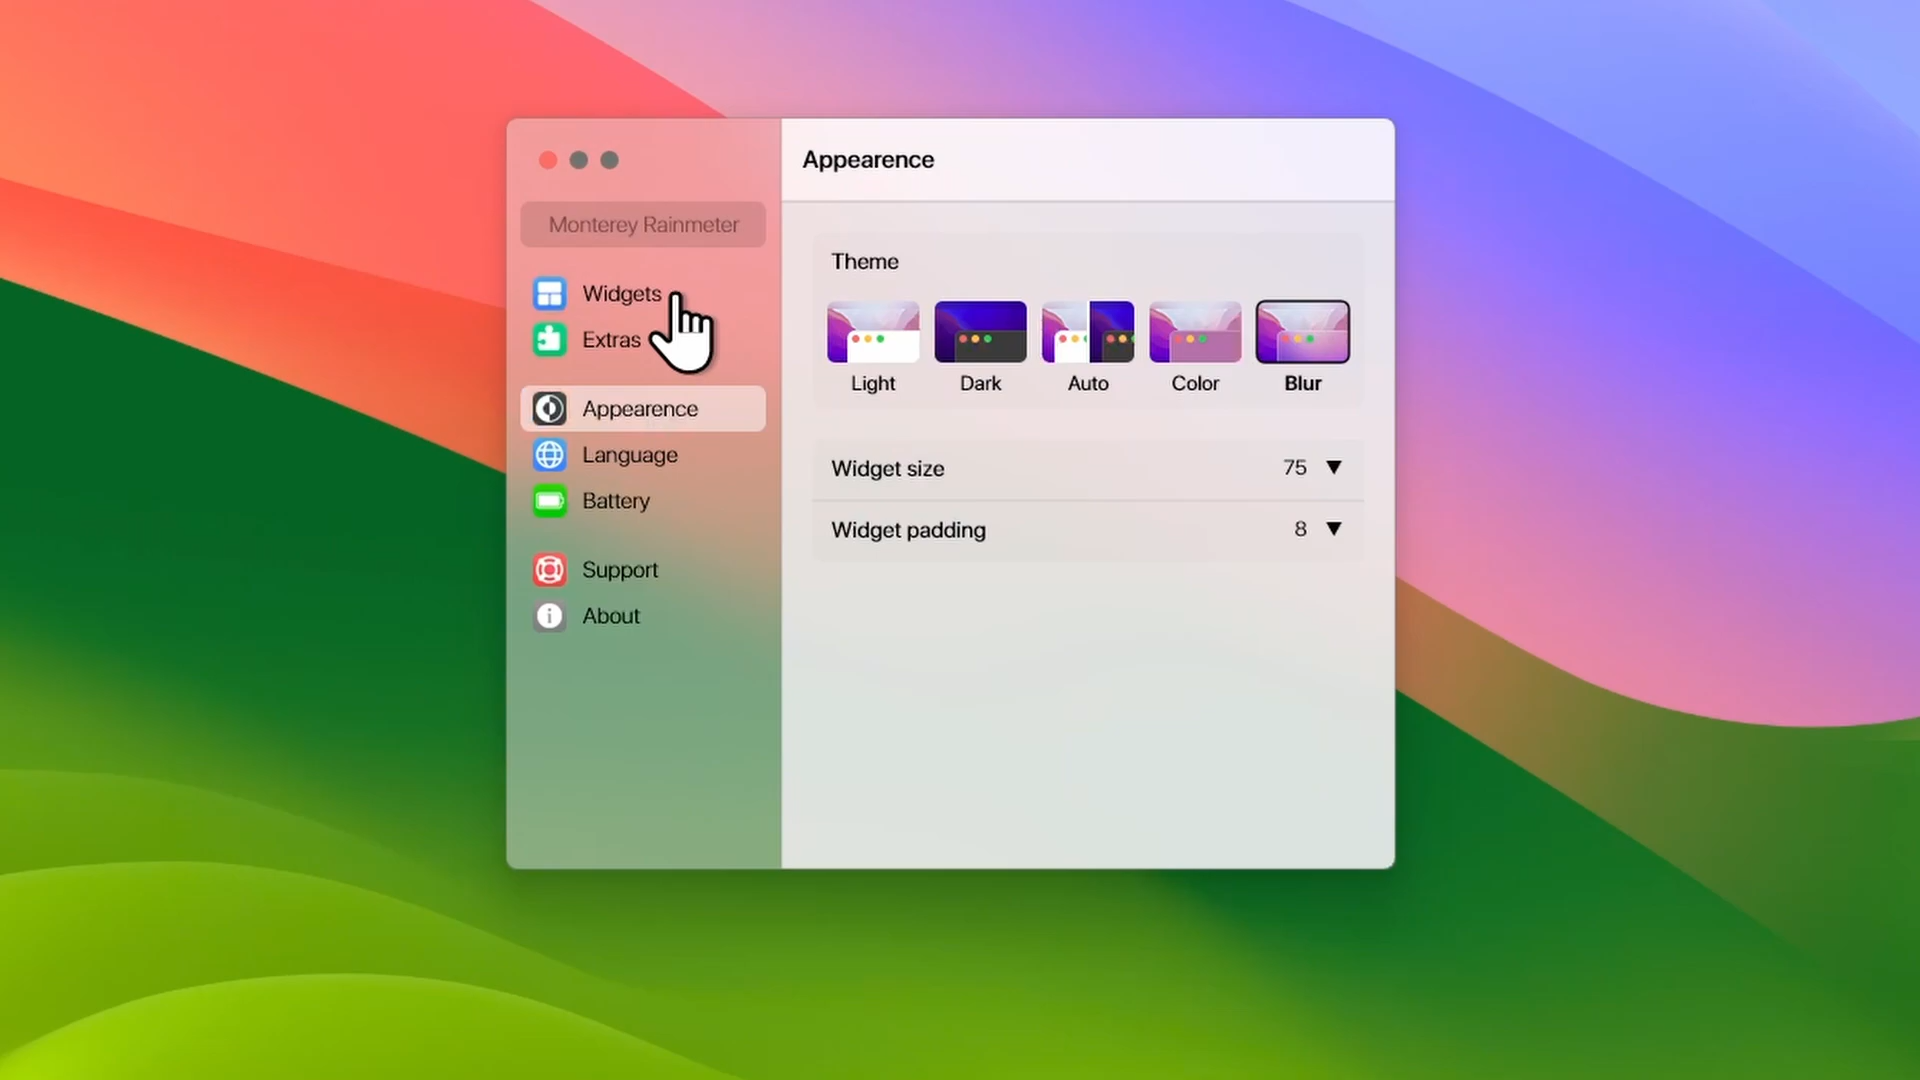 Appearence
Monterey Rainmeter
Widgets
Extras
Appearence
Language
Battery
Support
About
Theme
Light Dark Auto Color Blur
Widget size 75
Widget padding 8